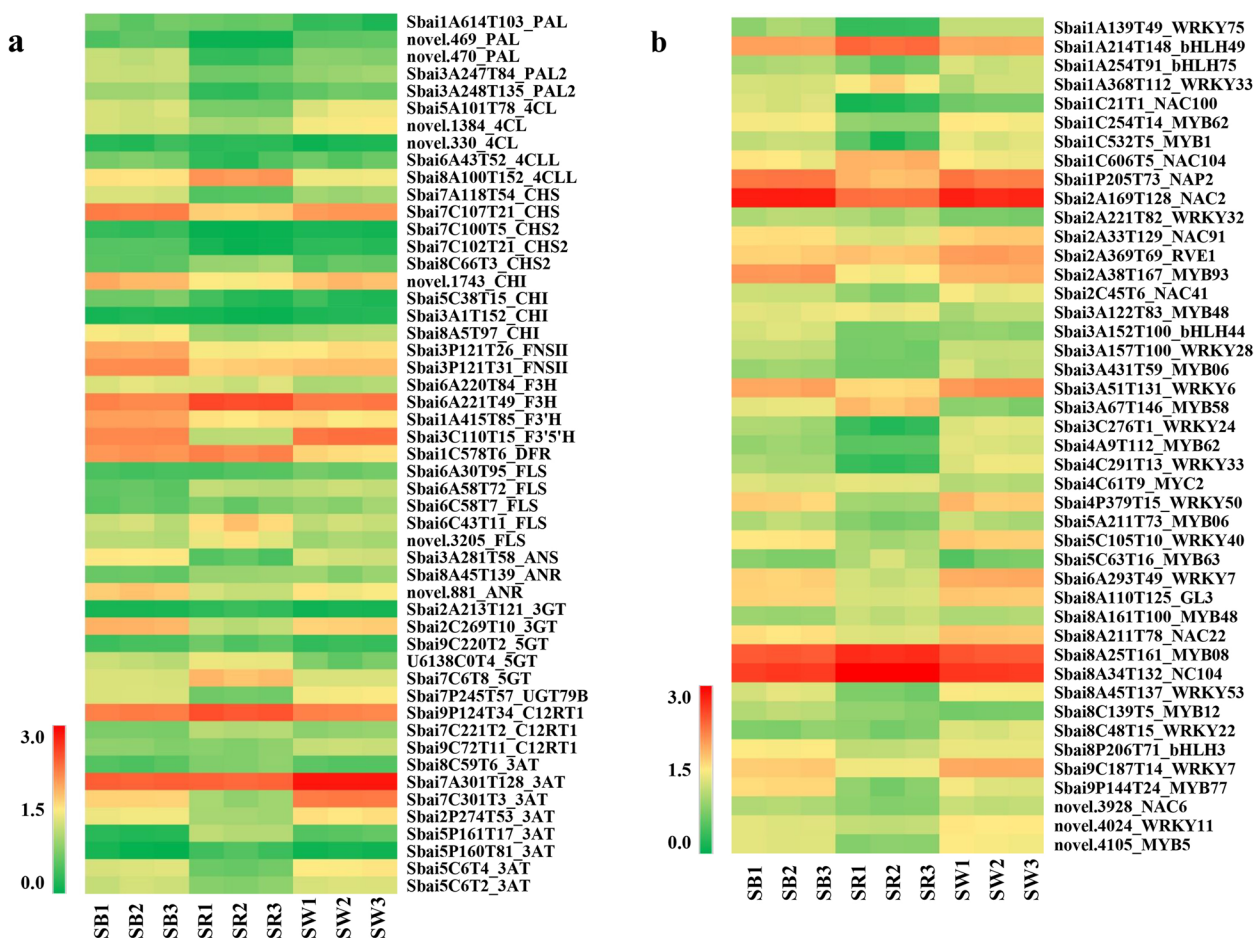 a
Sbai1A614T103_PAL
novel.469_PAL
novel.470_PAL
Sbai3A247T84_PAL2
Sbai3A248T135_PAL2
Sbai5A101T78_4CL
novel.1384_4CL
novel.330_4CL
Sbai6A43T52_4CLL
Sbai8A100T152_4CLL
Sbai7A118T54_CHS
Sbai7C107T21_CHS
Sbai7C100T5_CHS2
Sbai7C102T21_CHS2
Sbai8C66T3_CHS2
novel.1743_CHI
Sbai5C38T15_CHI
Sbai3A1T152_CHI
Sbai8A5T97_CHI
Sbai3P121T26_FNSII
Sbai3P121T31_FNSII
Sbai6A220T84_F3H
Sbai6A221T49_F3H
Sbai1A415T85_F3'H
Sbai3C110T15_F3'5'H
Sbai1C578T6_DFR
Sbai6A30T95_FLS
Sbai6A58T72_FLS
Sbai6C58T7_FLS
Sbai6C43T11_FLS
novel.3205_FLS
Sbai3A281T58_ANS
Sbai8A45T139_ANR
novel.881_ANR
Sbai2A213T121_3GT
Sbai2C269T10_3GT
Sbai9C220T2_5GT
U6138C0T4_5GT
Sbai7C6T8_5GT
Sbai7P245T57_UGT79B
Sbai9P124T34_C12RT1
Sbai7C221T2_C12RT1
Sbai9C72T11_C12RT1
Sbai8C59T6_3AT
Sbai7A301T128_3AT
Sbai7C301T3_3AT
Sbai2P274T53_3AT
Sbai5P161T17_3AT
Sbai5P160T81_3AT
Sbai5C6T4_3AT
Sbai5C6T2_3AT
3.0
1.5
0.0
SB1 SB2 SB3 SR1 SR2 SR3 SW1 SW2 SW3
b
Sbai1A139T49_WRKY75
Sbai1A214T148_bHLH49
Sbai1A254T91_bHLH75
Sbai1A368T112_WRKY33
Sbai1C21T1_NAC100
Sbai1C254T14_MYB62
Sbai1C532T5_MYB1
Sbai1C606T5_NAC104
Sbai1P205T73_NAP2
Sbai2A169T128_NAC2
Sbai2A221T82_WRKY32
Sbai2A33T129_NAC91
Sbai2A369T69_RVE1
Sbai2A38T167_MYB93
Sbai2C45T6_NAC41
Sbai3A122T83_MYB48
Sbai3A152T100_bHLH44
Sbai3A157T100_WRKY28
Sbai3A431T59_MYB06
Sbai3A51T131_WRKY6
Sbai3A67T146_MYB58
Sbai3C276T1_WRKY24
Sbai4A9T112_MYB62
Sbai4C291T13_WRKY33
Sbai4C61T9_MYC2
Sbai4P379T15_WRKY50
Sbai5A211T73_MYB06
Sbai5C105T10_WRKY40
Sbai5C63T16_MYB63
Sbai6A293T49_WRKY7
Sbai8A110T125_GL3
Sbai8A161T100_MYB48
Sbai8A211T78_NAC22
Sbai8A25T161_MYB08
Sbai8A34T132_NC104
Sbai8A45T137_WRKY53
Sbai8C139T5_MYB12
Sbai8C48T15_WRKY22
Sbai8P206T71_bHLH3
Sbai9C187T14_WRKY7
Sbai9P144T24_MYB77
novel.3928_NAC6
novel.4024_WRKY11
novel.4105_MYB5
3.0
1.5
0.0
SB1 SB2 SB3 SR1 SR2 SR3 SW1 SW2 SW3